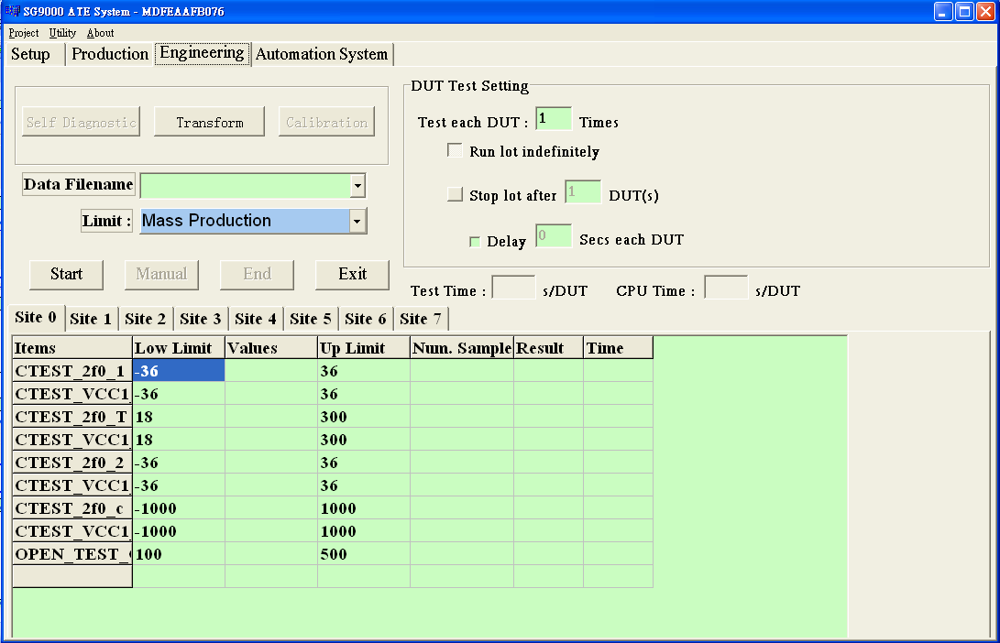 SG9000 ATE System - MDFEAAFB076
Project Utility About
Setup Production Engineering Automation System
Self Diagnostic Transform Calibration
Data Filename
Limit : Mass Production
Start Manual End Exit
DUT Test Setting
Test each DUT : 1 Times
Run lot indefinitely
Stop lot after 1 DUT(s)
Delay 0 Secs each DUT
Test Time : s/DUT CPU Time : s/DUT
Site 0 Site 1 Site 2 Site 3 Site 4 Site 5 Site 6 Site 7
Items Low Limit Values Up Limit Num. Sample Result Time
CTEST_2f0_1 -36 36
CTEST_VCC1_ -36 36
CTEST_2f0_T 18 300
CTEST_VCC1_ 18 300
CTEST_2f0_2 -36 36
CTEST_VCC1_ -36 36
CTEST_2f0_c -1000 1000
CTEST_VCC1_ -1000 1000
OPEN_TEST_ 100 500